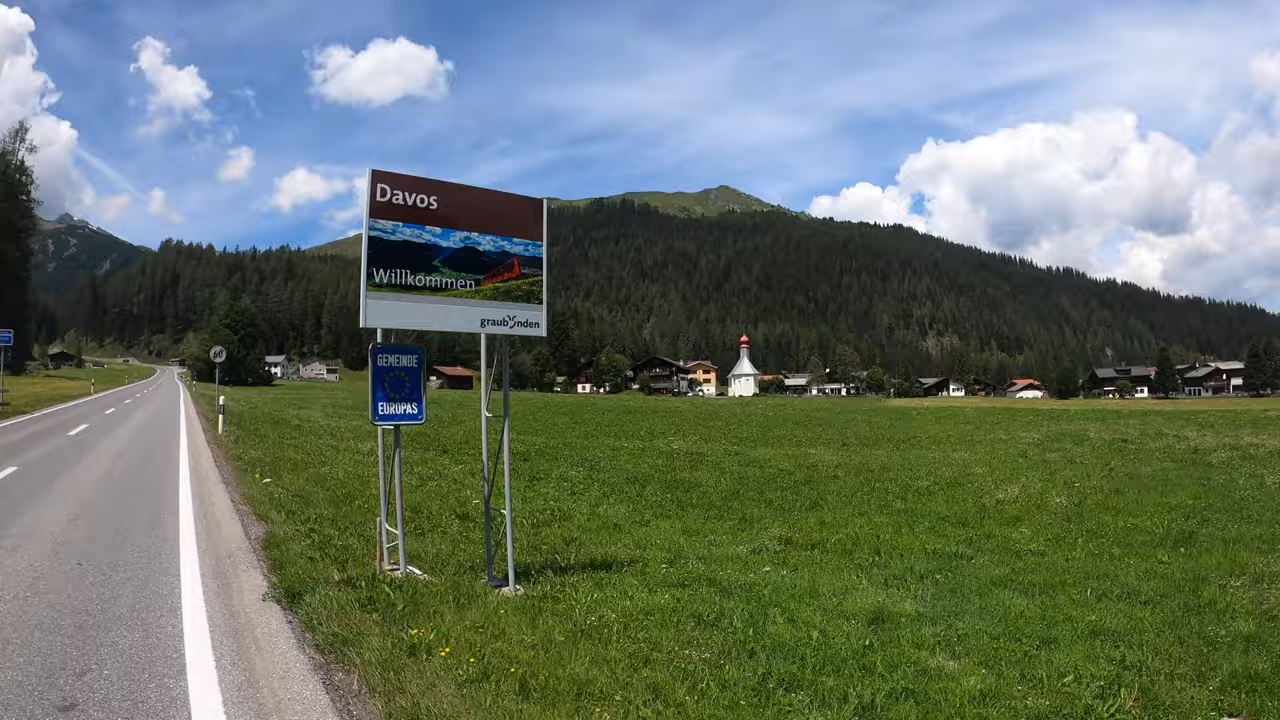 Davos
Willkommen
graubünden
GEMEINDE
EUROPAS
60